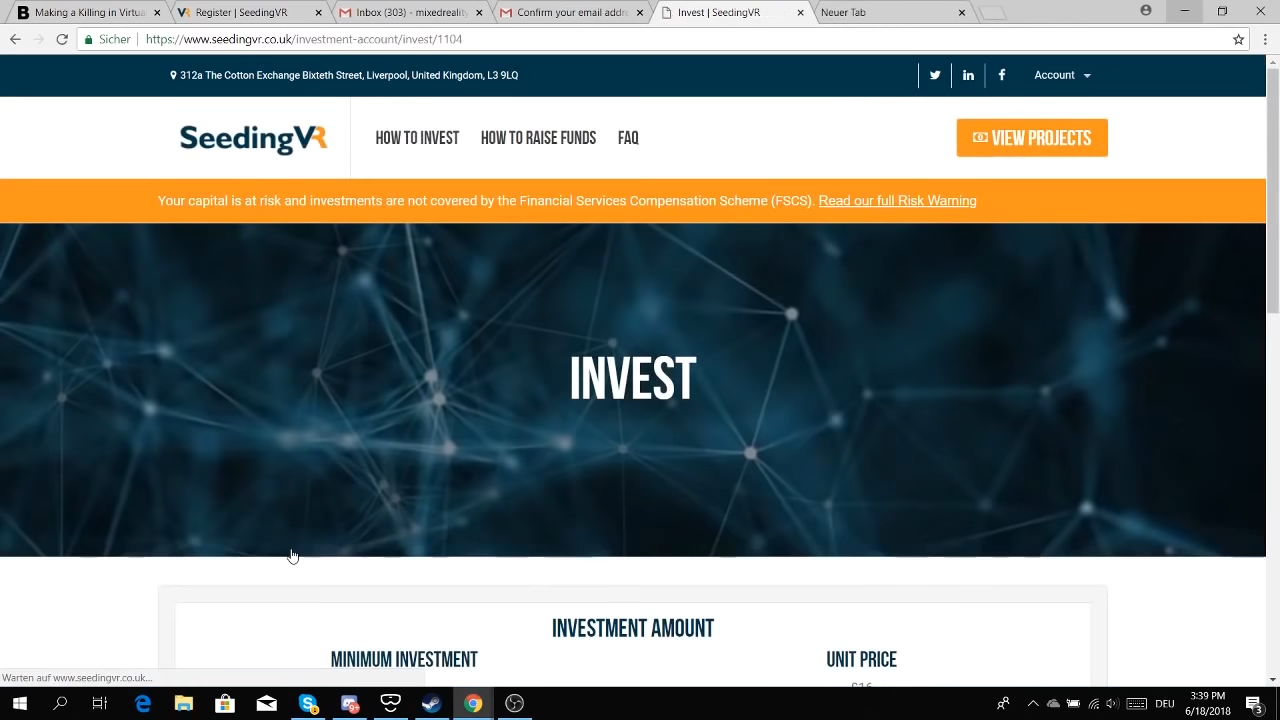 Making Killing in Virtua
Register | SeedingVR
Inbox (303) - mixedrealit
Confirm your email addr
Invest | SeedingVR
Neuer Tab
Sicher
https://www.seedingvr.co.uk/investment-account/invest/1104
312a The Cotton Exchange Bixteth Street, Liverpool, United Kingdom, L3 9LQ
Account
SeedingVR
HOW TO INVEST
HOW TO RAISE FUNDS
FAQ
VIEW PROJECTS
Your capital is at risk and investments are not covered by the Financial Services Compensation Scheme (FSCS). Read our full Risk Warning
INVEST
INVESTMENT AMOUNT
MINIMUM INVESTMENT
UNIT PRICE
£16
Warten auf www.seedingvr.co.uk...
DEU
3:39 PM
6/18/2018